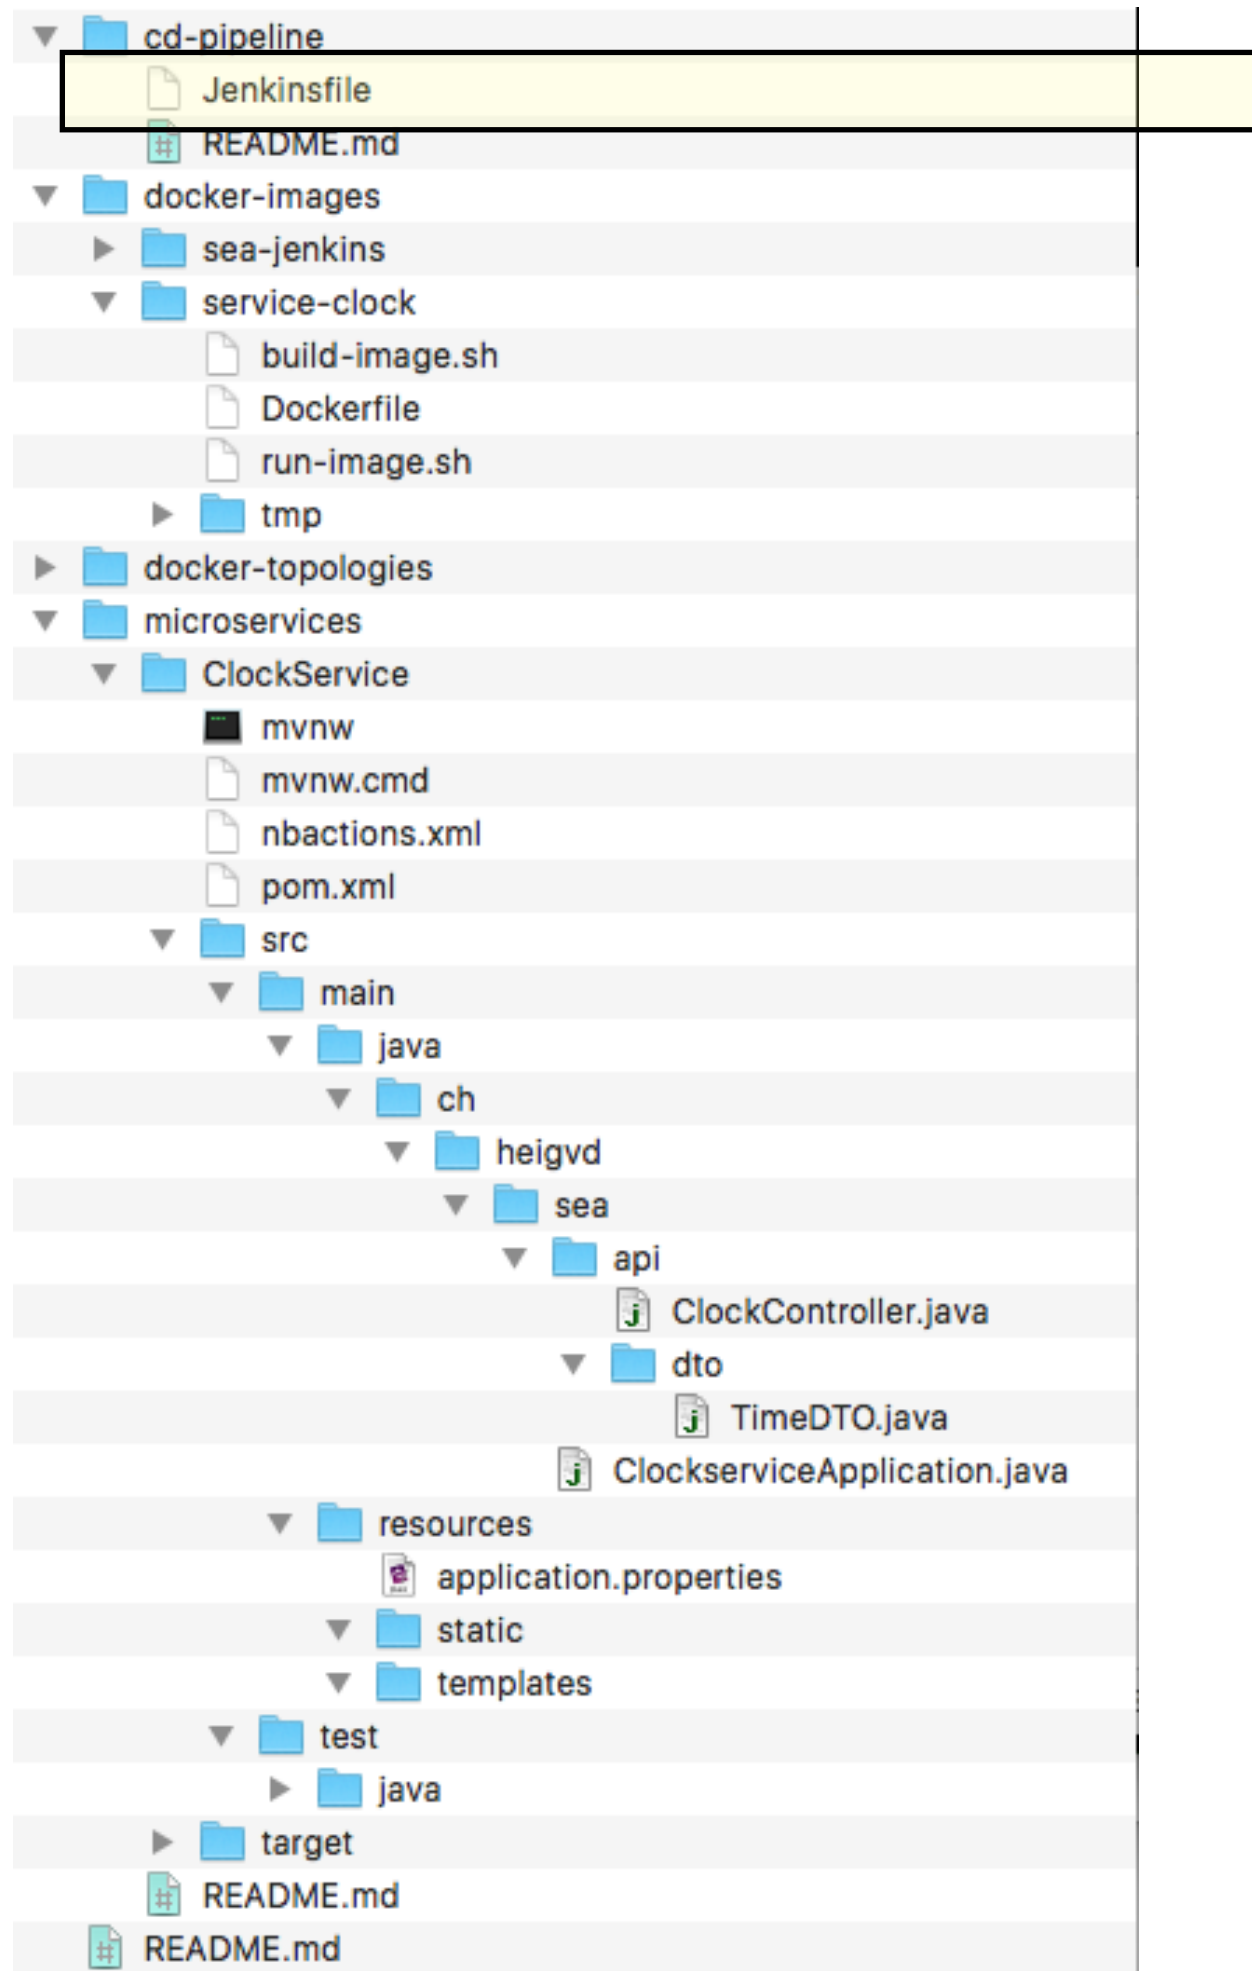 cd-pipeline
Jenkinsfile
README.md
docker-images
sea-jenkins
service-clock
build-image.sh
Dockerfile
run-image.sh
tmp
docker-topologies
microservices
ClockService
mvnw
mvnw.cmd
nbactions.xml
pom.xml
src
main
java
ch
heigvd
sea
api
ClockController.java
dto
TimeDTO.java
ClockserviceApplication.java
resources
application.properties
static
templates
test
java
target
README.md
README.md